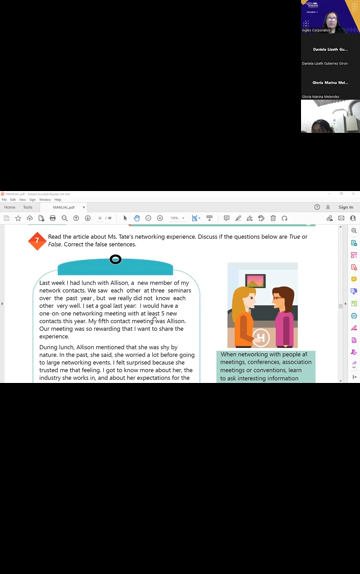 Ingles Corporativo
Daniela Lizeth Gu...
Daniela Lizeth Gutierrez Giron
Gloria Marina Mel...
Gloria Marina Melendez
Home Tools MANUAL.pdf Sign In
7 Read the article about Ms. Tate's networking experience. Discuss if the questions below are True or
False. Correct the false sentences.
Last week I had lunch with Allison, a new member of my
network contacts. We saw each other at three seminars
over the past year, but we really did not know each
other very well. I set a goal last year: I would have a
one-on-one networking meeting with at least 5 new
contacts this year. My fifth contact meeting was Allison.
Our meeting was so rewarding that I want to share the
experience.
During lunch, Allison mentioned that she was shy by
nature. In the past, she said, she worried a lot before going
to large networking events. I felt surprised because she
trusted me that feeling. I got to know more about her, the
industry she works in, and about her expectations for the
When networking with people at
meetings, conferences, association
meetings or conventions, learn
to ask interesting information